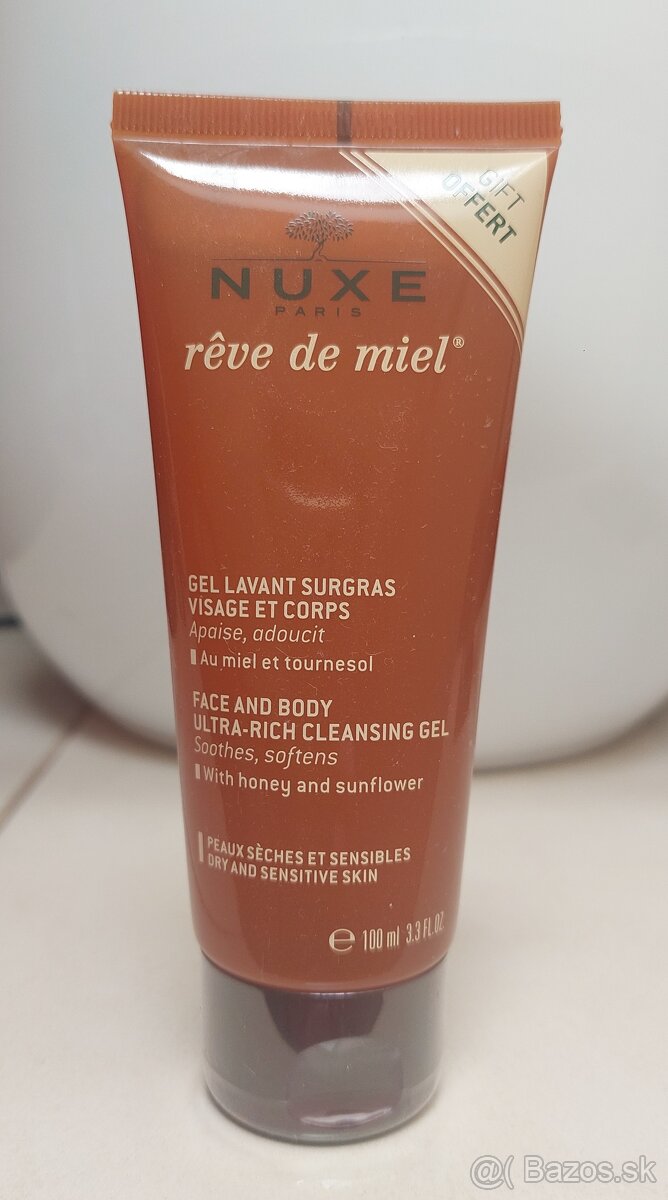 GIFT
OFFERT
NUXE
PARIS
rêve de miel®
GEL LAVANT SURGRAS
VISAGE ET CORPS
Apaise, adoucit
Au miel et tournesol
FACE AND BODY
ULTRA-RICH CLEANSING GEL
Soothes, softens
With honey and sunflower
PEAUX SÈCHES ET SENSIBLES
DRY AND SENSITIVE SKIN
℮ 100 ml 3.3 FL.OZ.
@( Bazos.sk